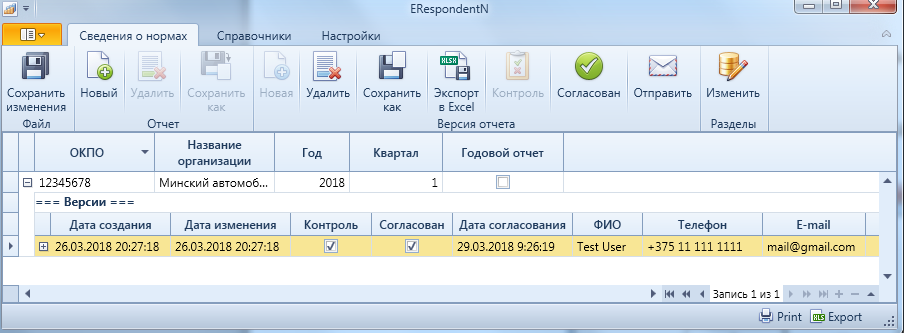 ERespondentN
Сведения о нормах Справочники Настройки
Сохранить изменения Новый Удалить Сохранить как Новая Удалить Сохранить как Экспорт в Excel Контроль Согласован Отправить Изменить
Файл Отчет Версия отчета Разделы
ОКПО Название организации Год Квартал Годовой отчет
12345678 Минский автомоб... 2018 1
=== Версии ===
Дата создания Дата изменения Контроль Согласован Дата согласования ФИО Телефон E-mail
26.03.2018 20:27:18 26.03.2018 20:27:18 29.03.2018 9:26:19 Test User +375 11 111 1111 mail@gmail.com
Запись 1 из 1
Print Export